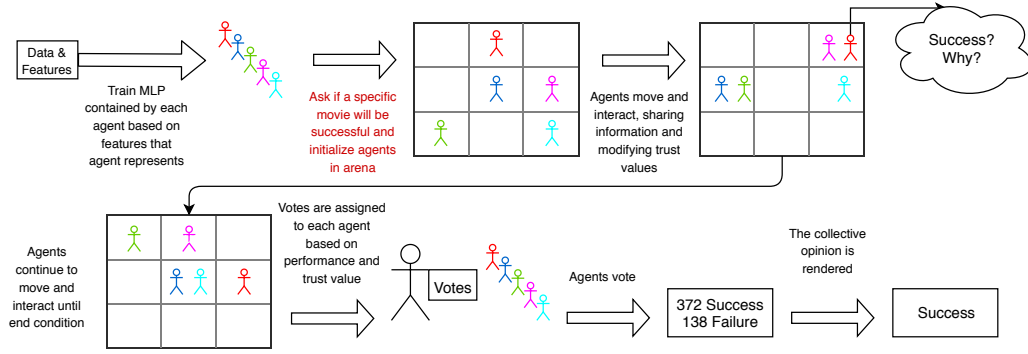 Data &
Features
Train MLP
contained by each
agent based on
features that
agent represents
Ask if a specific
movie will be
successful and
initialize agents
in arena
Agents move and
interact, sharing
information and
modifying trust
values
Success?
Why?
Agents
continue to
move and
interact until
end condition
Votes are assigned
to each agent
based on
performance and
trust value
Votes
Agents vote
372 Success
138 Failure
The collective
opinion is
rendered
Success